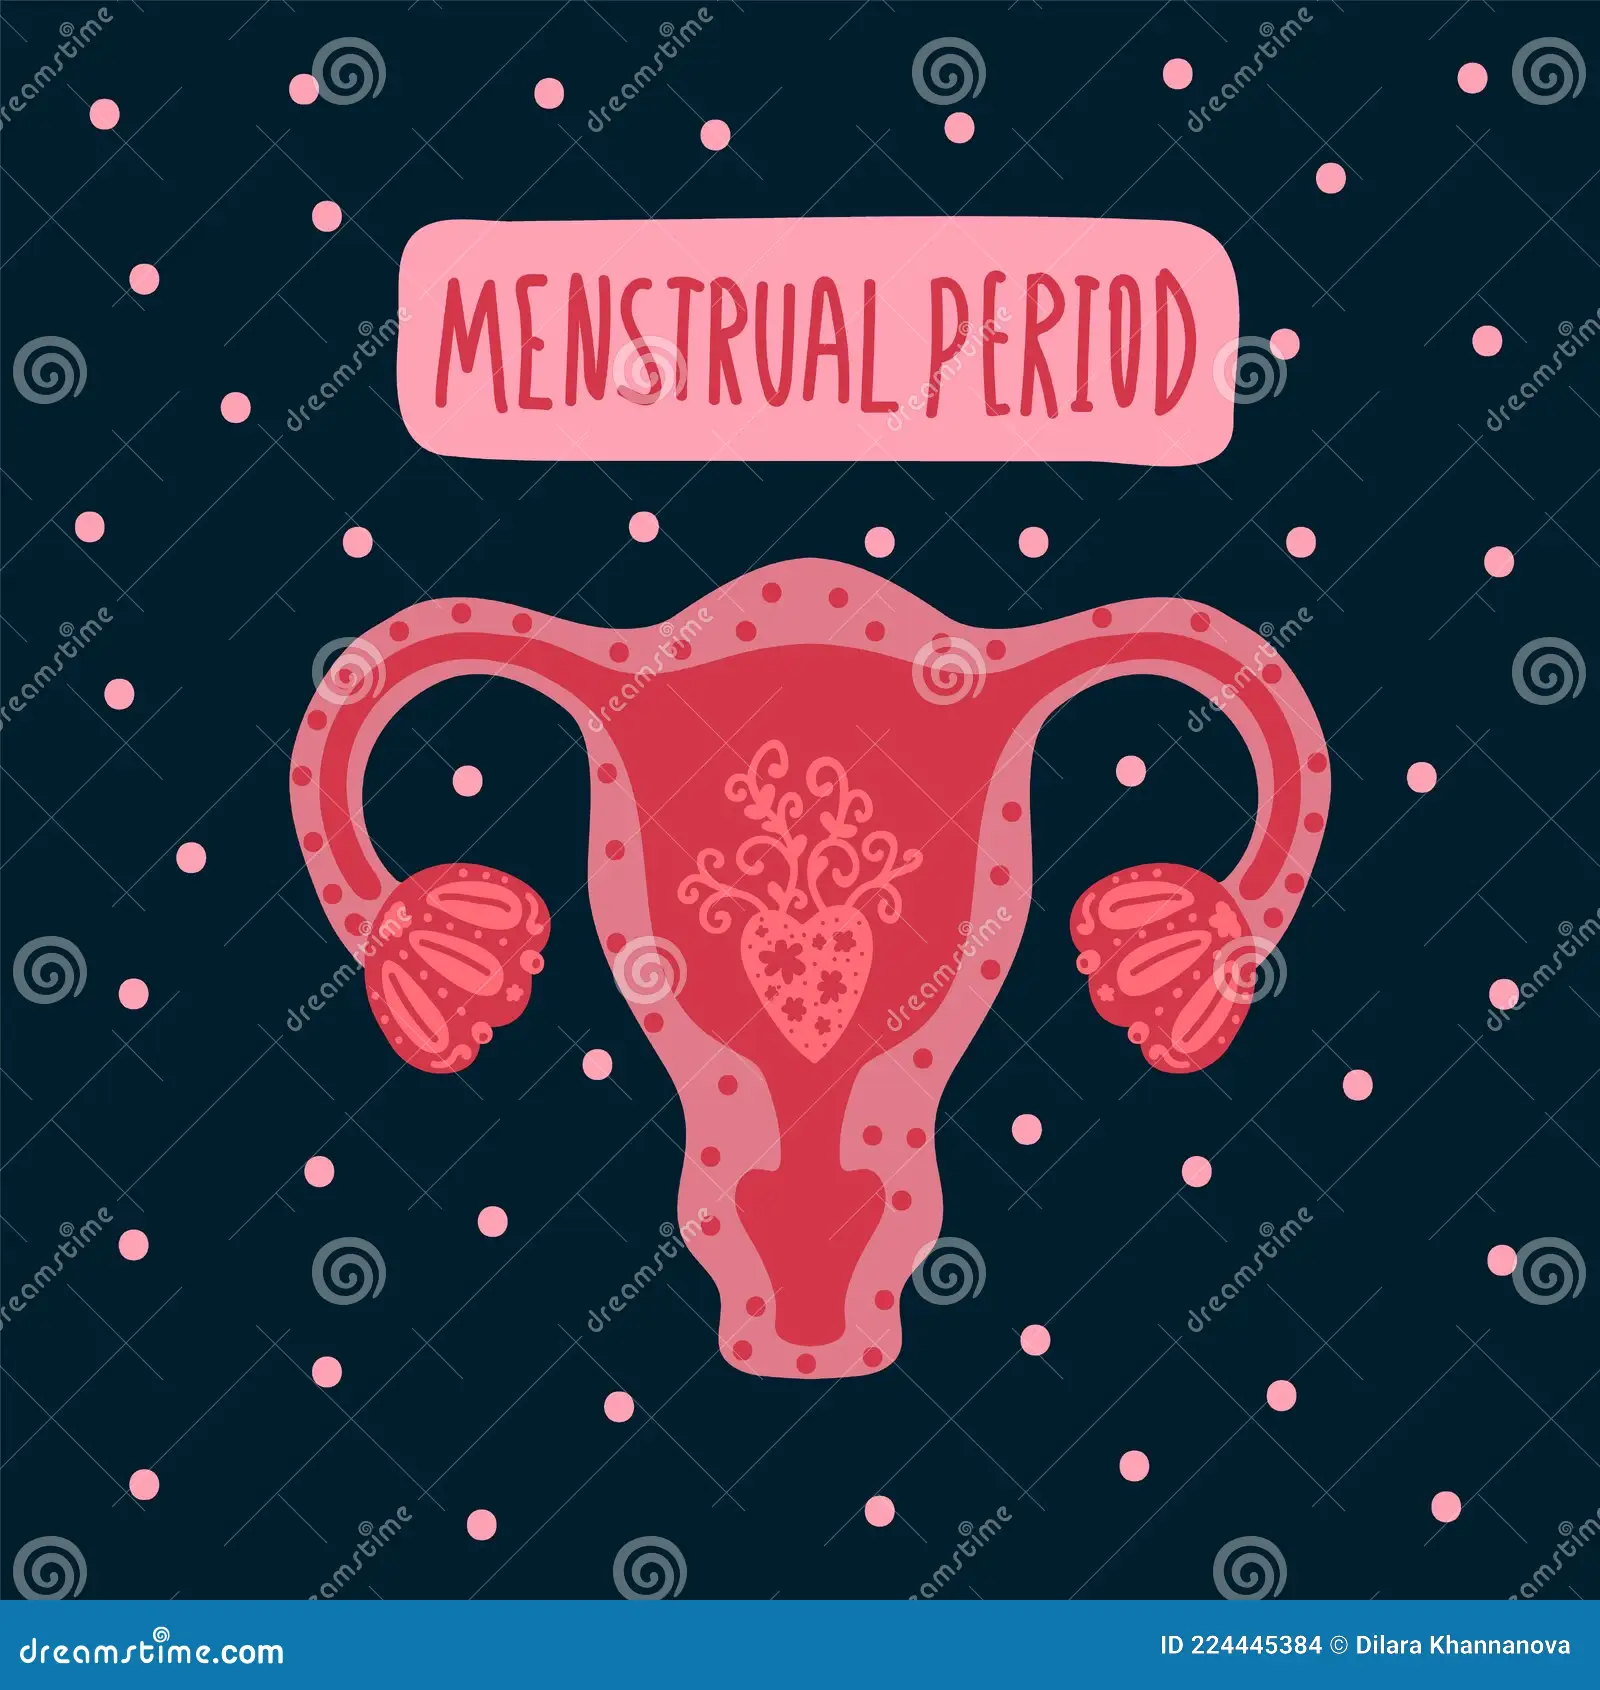 MENSTRUAL PERIOD
dreamstime.com
ID 224445384 © Dilara Khannanova